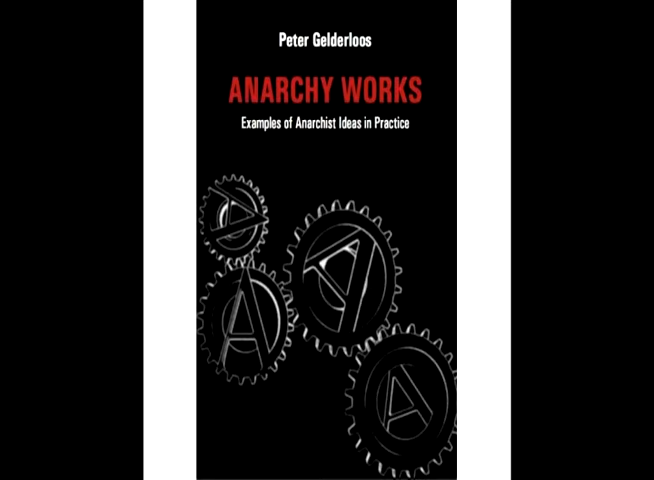 Peter Gelderloos
ANARCHY WORKS
Examples of Anarchist Ideas in Practice
A
A
A
A